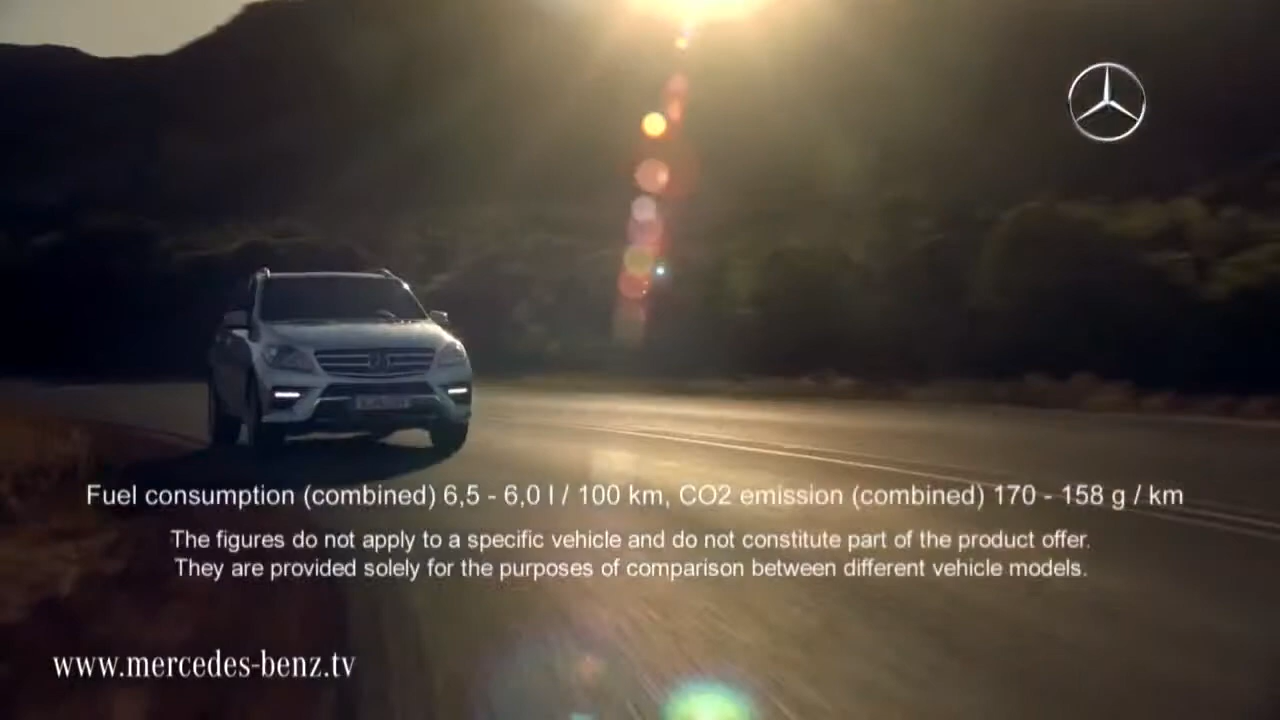 Fuel consumption (combined) 6,5 - 6,0 l / 100 km, CO2 emission (combined) 170 - 158 g / km
The figures do not apply to a specific vehicle and do not constitute part of the product offer.
They are provided solely for the purposes of comparison between different vehicle models.
www.mercedes-benz.tv